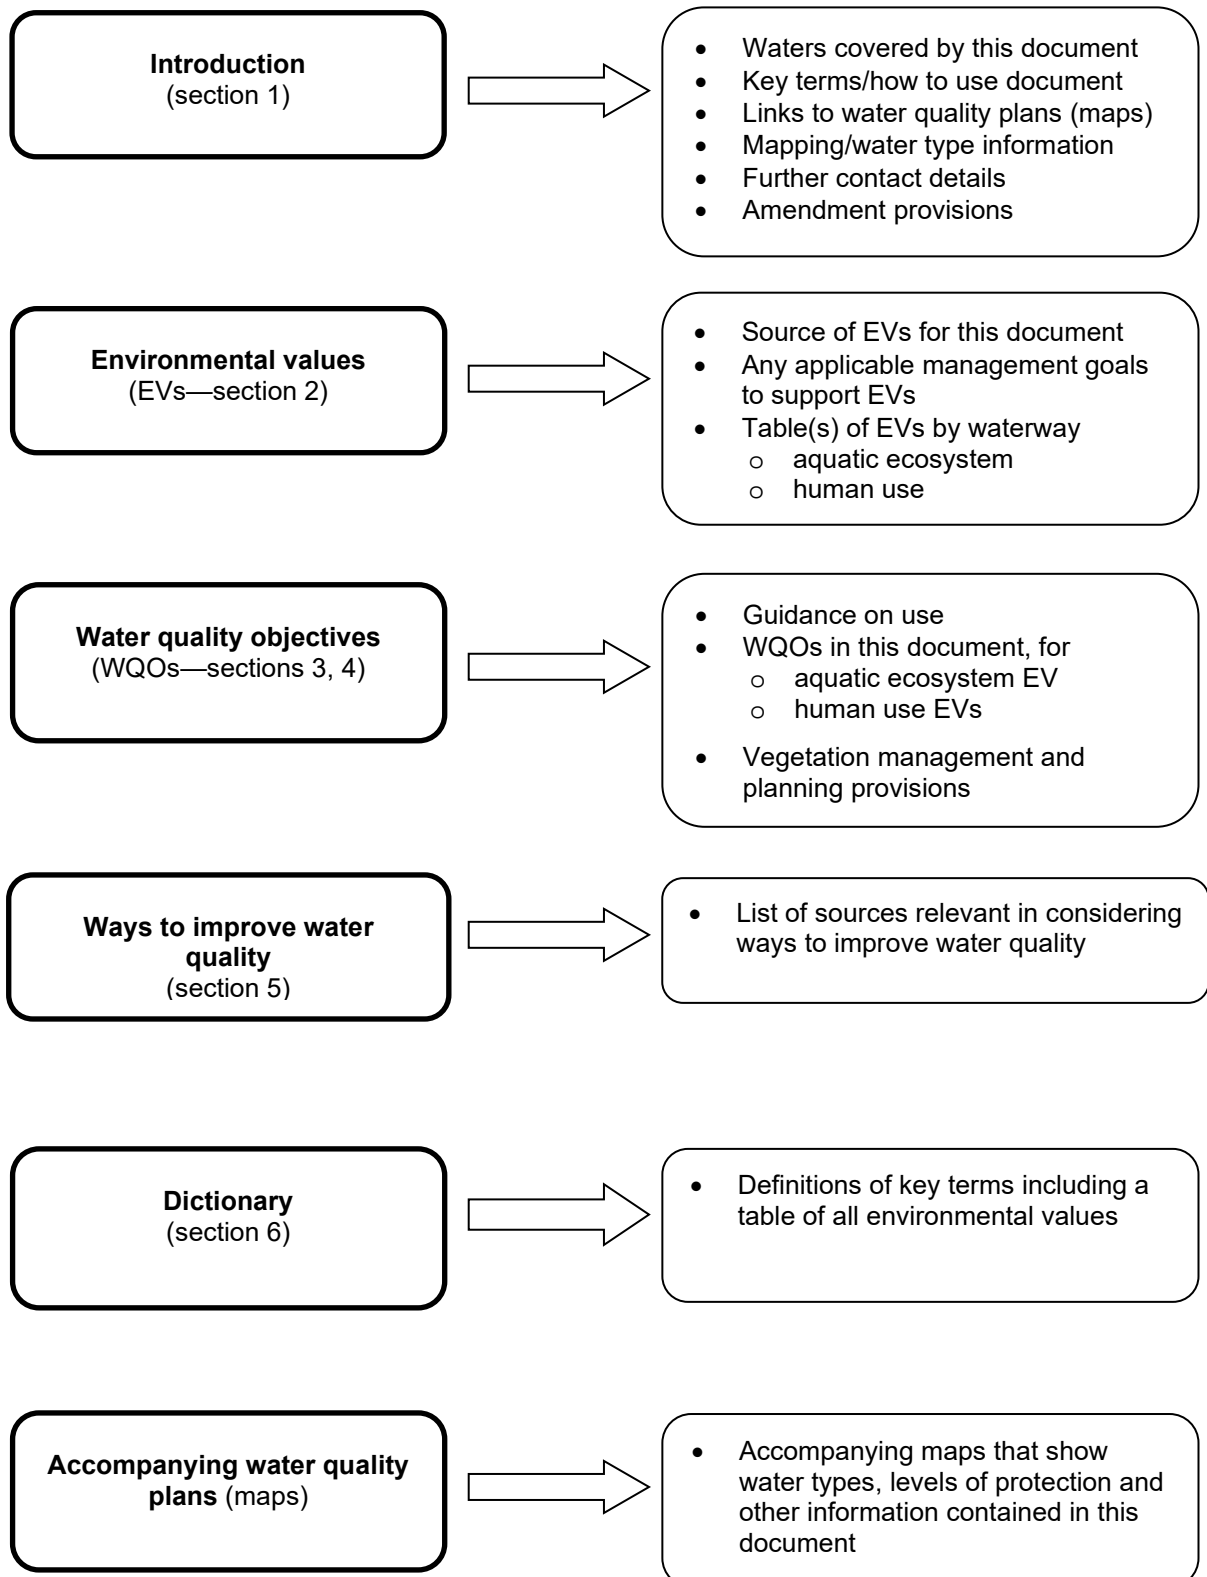 Introduction
(section 1)
• Waters covered by this document
• Key terms/how to use document
• Links to water quality plans (maps)
• Mapping/water type information
• Further contact details
• Amendment provisions
Environmental values
(EVs—section 2)
• Source of EVs for this document
• Any applicable management goals
to support EVs
• Table(s) of EVs by waterway
o aquatic ecosystem
o human use
Water quality objectives
(WQOs—sections 3, 4)
• Guidance on use
• WQOs in this document, for
o aquatic ecosystem EV
o human use EVs
• Vegetation management and
planning provisions
Ways to improve water
quality
(section 5)
• List of sources relevant in considering
ways to improve water quality
Dictionary
(section 6)
• Definitions of key terms including a
table of all environmental values
Accompanying water quality
plans (maps)
• Accompanying maps that show
water types, levels of protection and
other information contained in this
document